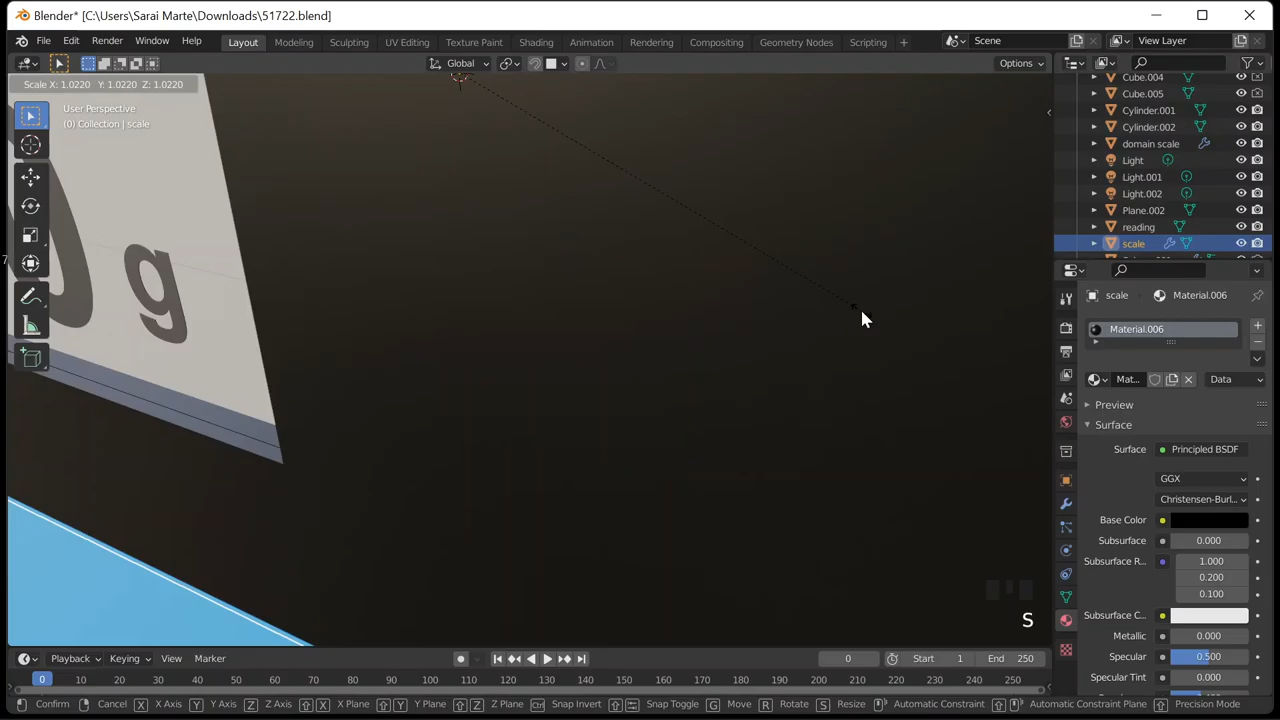 Blender* [C:\Users\Sarai Marte\Downloads\51722.blend]
File Edit Render Window Help Layout Modeling Sculpting UV Editing Texture Paint Shading Animation Rendering Compositing Geometry Nodes Scripting + Scene View Layer
Global Options
Scale X: 1.0220 Y: 1.0220 Z: 1.0220
User Perspective
(0) Collection | scale
g
S
Cube.004
Cube.005
Cylinder.001
Cylinder.002
domain scale
Light
Light.001
Light.002
Plane.002
reading
scale
scale Material.006
Material.006
Mat... Data
Preview
Surface
Surface Principled BSDF
GGX
Christensen-Burl...
Base Color
Subsurface 0.000
Subsurface R... 1.000
0.200
0.100
Subsurface C...
Metallic 0.000
Specular 0.500
Specular Tint 0.000
Playback Keying View Marker 0 Start 1 End 250
0 10 20 30 40 50 60 70 80 90 100 110 120 130 140 150 160 170 180 190 200 210 220 230 240 250
Confirm Cancel X X Axis Y Y Axis Z Z Axis X X Plane Y Y Plane Z Z Plane Ctrl Snap Invert Snap Toggle G Move R Rotate S Resize Automatic Constraint Automatic Constraint Plane Precision Mode